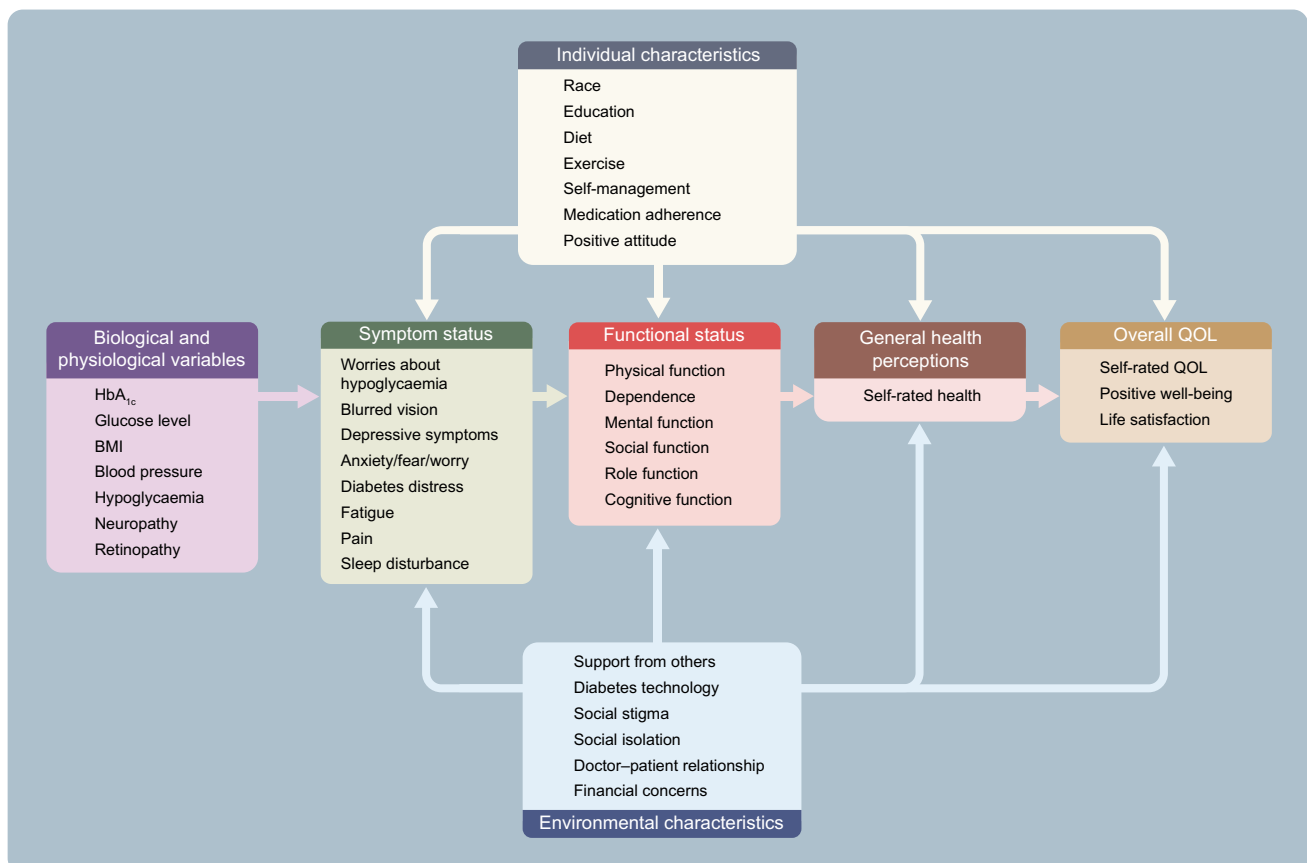 Individual characteristics
Race
Education
Diet
Exercise
Self-management
Medication adherence
Positive attitude
Biological and
physiological variables
HbA1c
Glucose level
BMI
Blood pressure
Hypoglycaemia
Neuropathy
Retinopathy
Symptom status
Worries about
hypoglycaemia
Blurred vision
Depressive symptoms
Anxiety/fear/worry
Diabetes distress
Fatigue
Pain
Sleep disturbance
Functional status
Physical function
Dependence
Mental function
Social function
Role function
Cognitive function
General health
perceptions
Self-rated health
Overall QOL
Self-rated QOL
Positive well-being
Life satisfaction
Support from others
Diabetes technology
Social stigma
Social isolation
Doctor–patient relationship
Financial concerns
Environmental characteristics